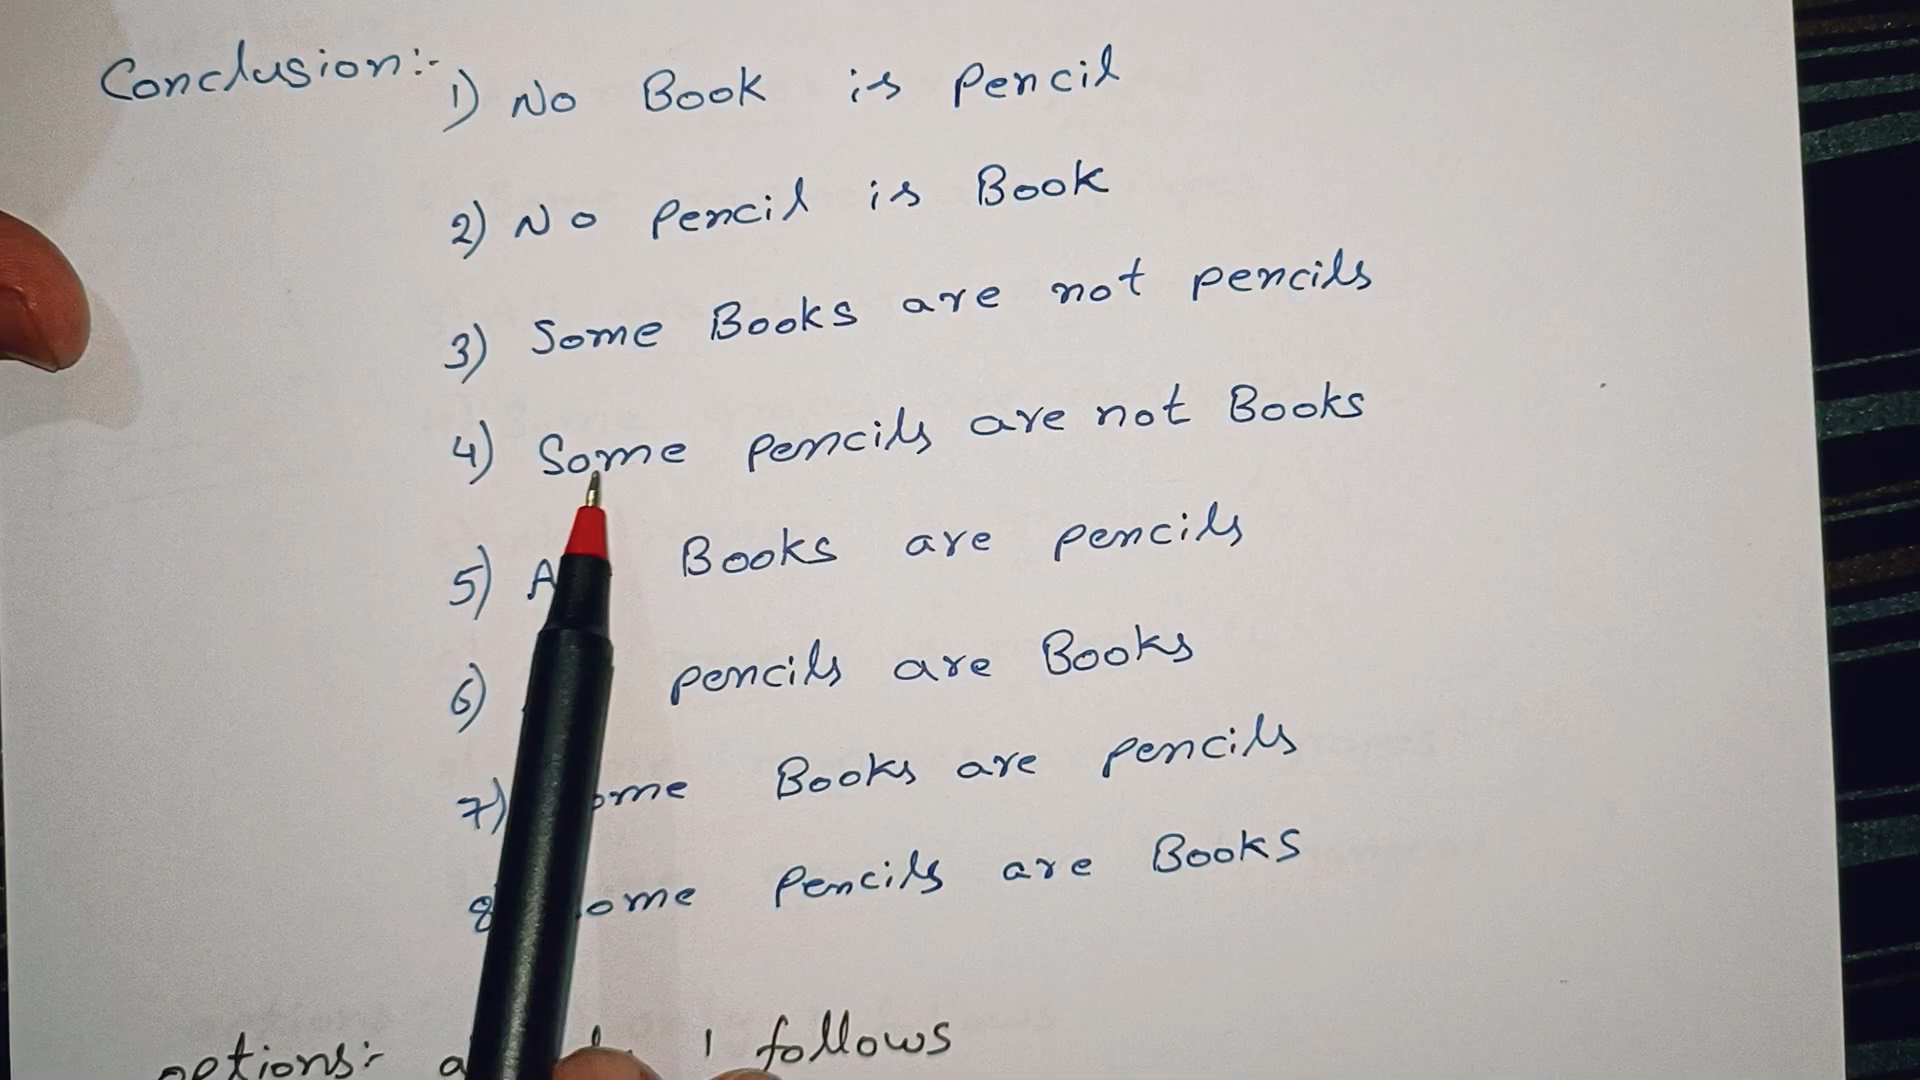 Conclusion:- 1) No Book is Pencil
2) No Pencil is Book
3) Some Books are not pencils
4) Some pencils are not Books
5) Books are pencils
6) pencils are Books
7) ome Books are pencils
8 ome Pencils are Books
options:- a 1 follows